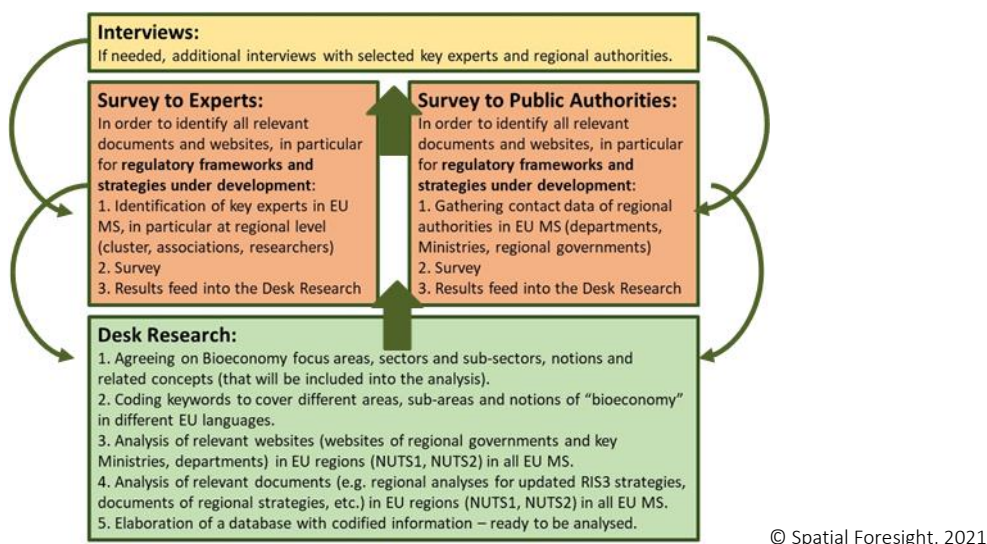 Interviews:
If needed, additional interviews with selected key experts and regional authorities.
Survey to Experts:
In order to identify all relevant
documents and websites, in particular
for regulatory frameworks and
strategies under development:
1. Identification of key experts in EU
MS, in particular at regional level
(cluster, associations, researchers)
2. Survey
3. Results feed into the Desk Research
Survey to Public Authorities:
In order to identify all relevant
documents and websites, in particular
for regulatory frameworks and
strategies under development:
1. Gathering contact data of regional
authorities in EU MS (departments,
Ministries, regional governments)
2. Survey
3. Results feed into the Desk Research
Desk Research:
1. Agreeing on Bioeconomy focus areas, sectors and sub-sectors, notions and
related concepts (that will be included into the analysis).
2. Coding keywords to cover different areas, sub-areas and notions of “bioeconomy”
in different EU languages.
3. Analysis of relevant websites (websites of regional governments and key
Ministries, departments) in EU regions (NUTS1, NUTS2) in all EU MS.
4. Analysis of relevant documents (e.g. regional analyses for updated RIS3 strategies,
documents of regional strategies, etc.) in EU regions (NUTS1, NUTS2) in all EU MS.
5. Elaboration of a database with codified information – ready to be analysed.
© Spatial Foresight, 2021